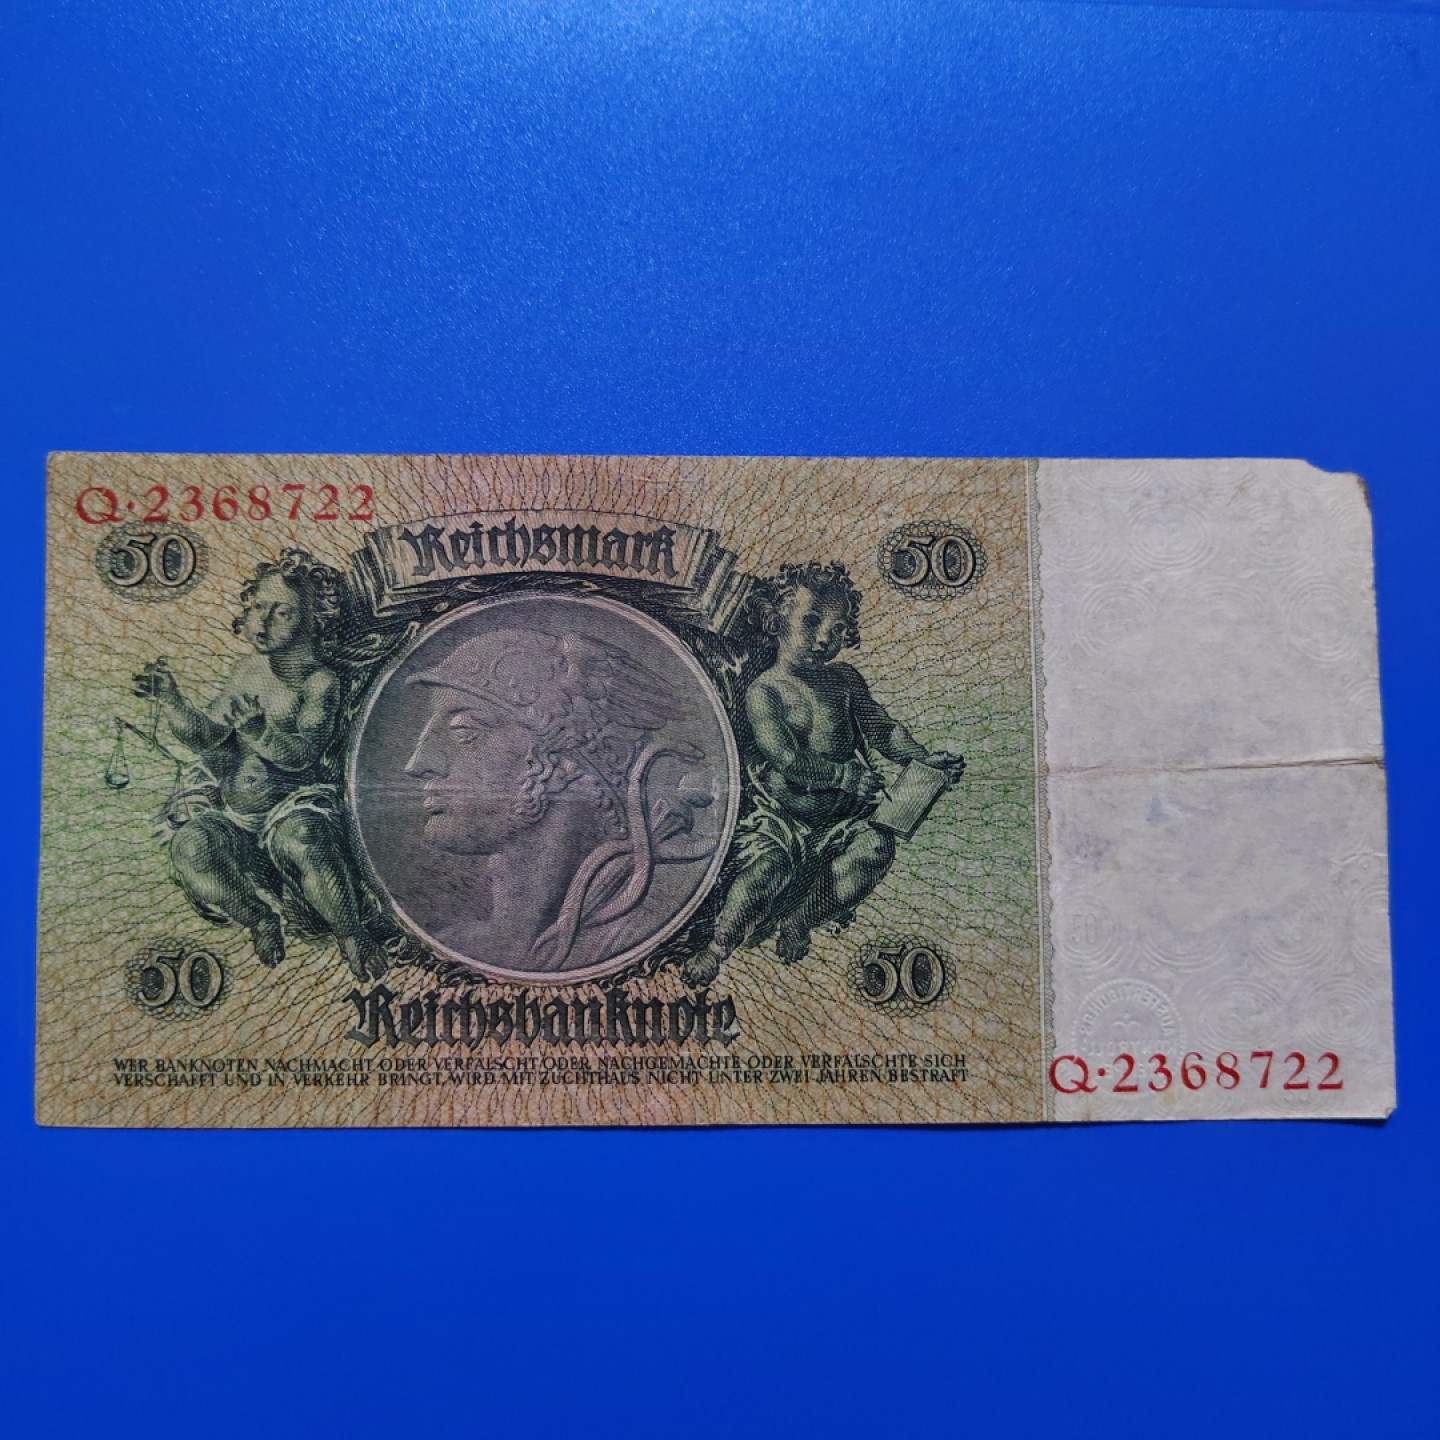 Q·2368722
Reichsmark
50
50
50
50
Reichsbanknote
WER BANKNOTEN NACHMACHT ODER VERFÄLSCHT ODER NACHGEMACHTE ODER VERFÄLSCHTE SICH
VERSCHAFFT UND IN VERKEHR BRINGT, WIRD MIT ZUCHTHAUS NICHT UNTER ZWEI JAHREN BESTRAFT
Q·2368722